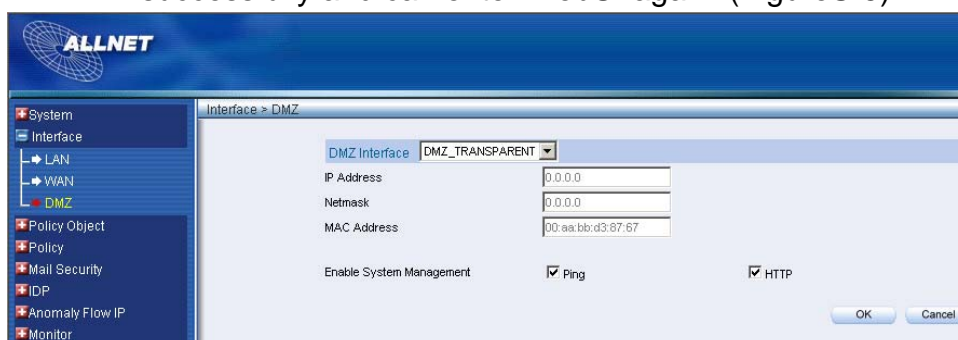 ALLNET
System
Interface
LAN
WAN
DMZ
Policy Object
Policy
Mail Security
IDP
Anomaly Flow IP
Monitor
Interface > DMZ
DMZ Interface DMZ_TRANSPARENT
IP Address 0.0.0.0
Netmask 0.0.0.0
MAC Address 00:aa:bb:d3:87:67
Enable System Management Ping HTTP
OK Cancel